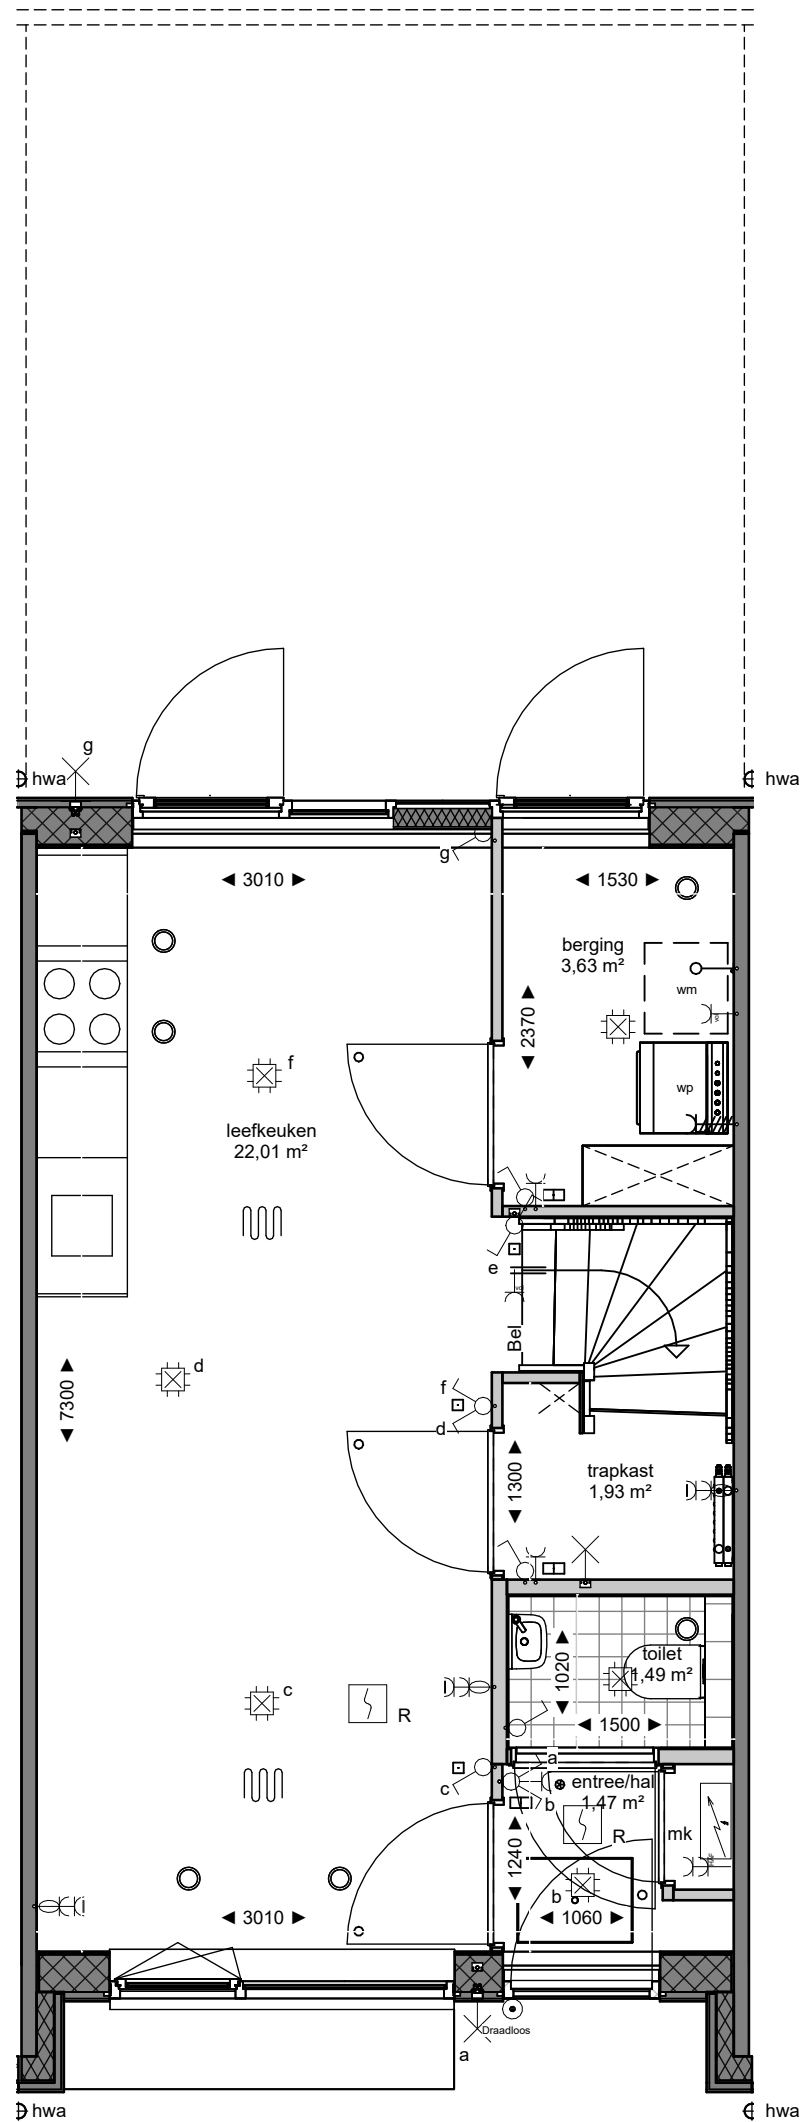 g
hwa
hwa
g
3010
1530
berging
3,63 m²
wm
2370
f
wp
leefkeuken
22,01 m²
e
Bel
d
7300
f
d
1300
trapkast
1,93 m²
toilet
1,49 m²
1020
c
R
1500
a
c
b
entree/hal
1,47 m²
R
mk
1240
b
3010
1060
Draadloos
a
hwa
hwa